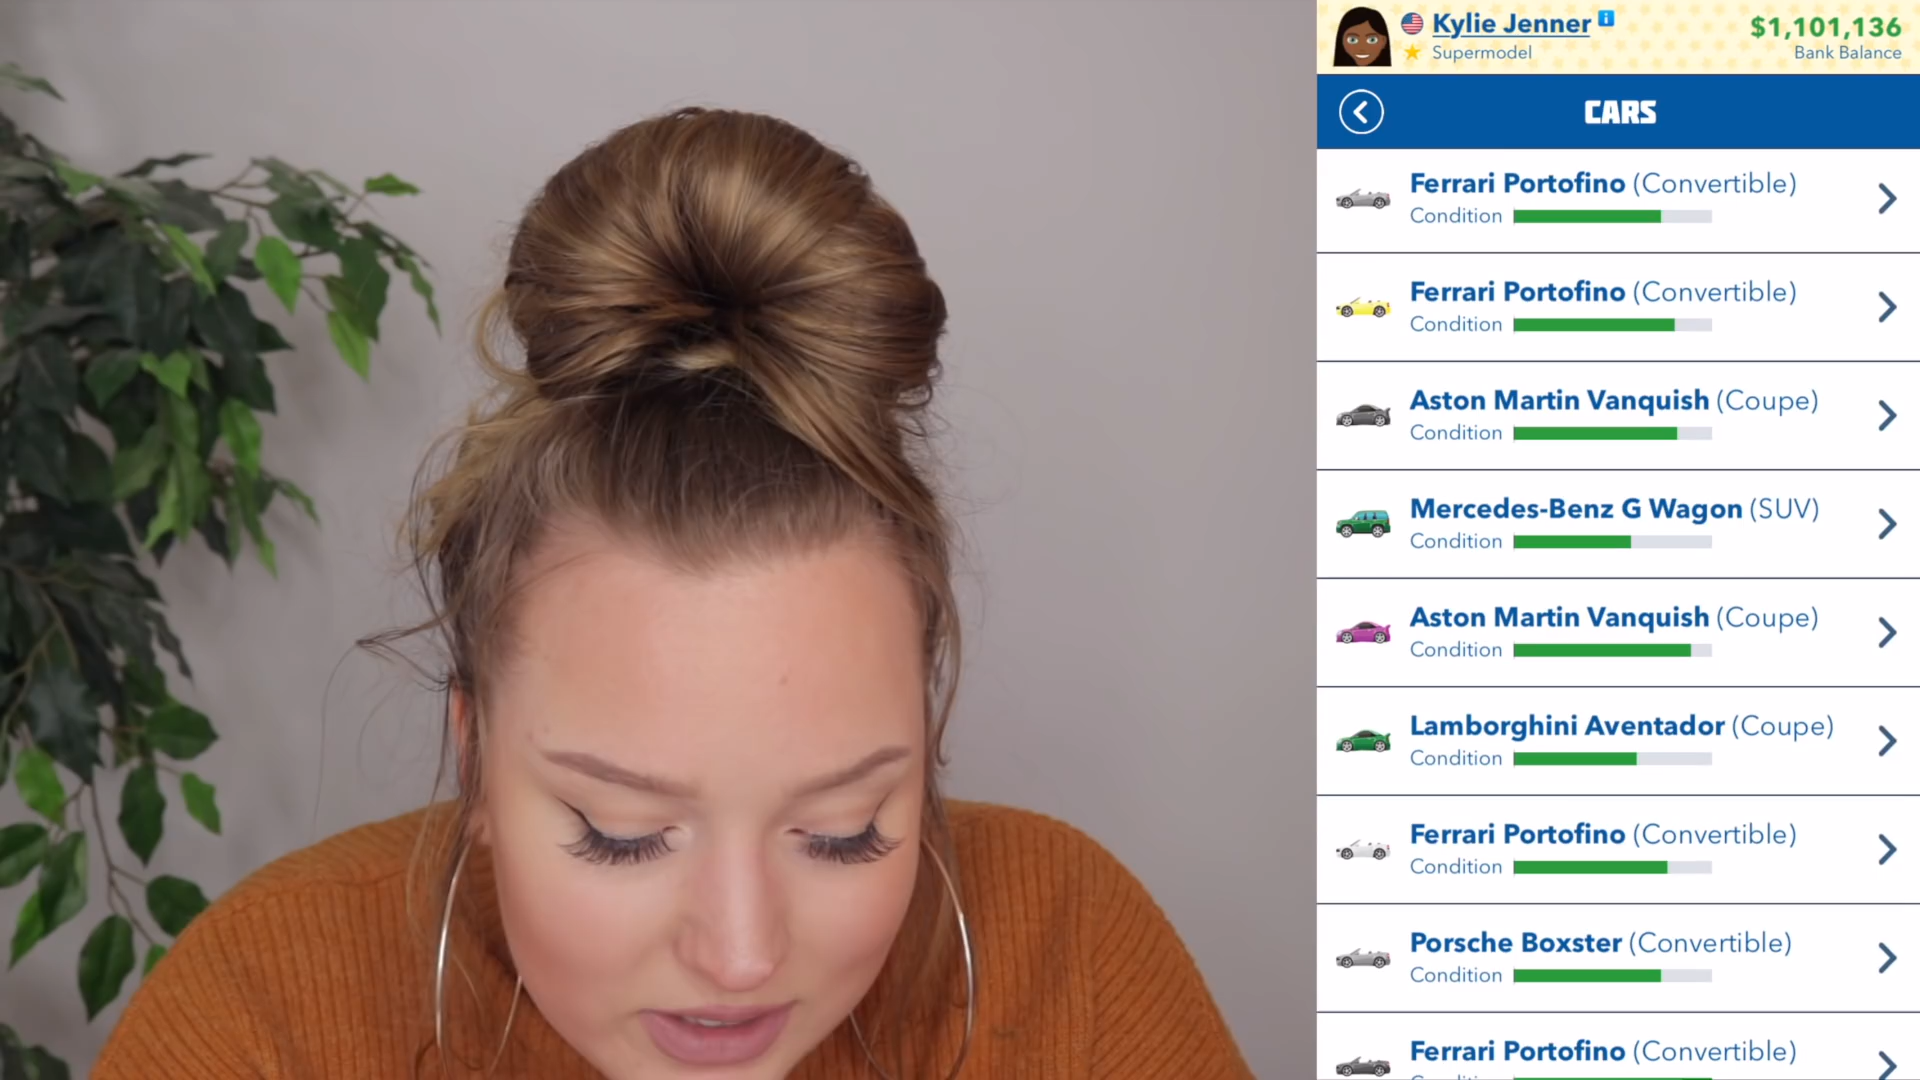 Kylie Jenner i
Supermodel
$1,101,136
Bank Balance
CARS
Ferrari Portofino (Convertible)
Condition
Ferrari Portofino (Convertible)
Condition
Aston Martin Vanquish (Coupe)
Condition
Mercedes-Benz G Wagon (SUV)
Condition
Aston Martin Vanquish (Coupe)
Condition
Lamborghini Aventador (Coupe)
Condition
Ferrari Portofino (Convertible)
Condition
Porsche Boxster (Convertible)
Condition
Ferrari Portofino (Convertible)